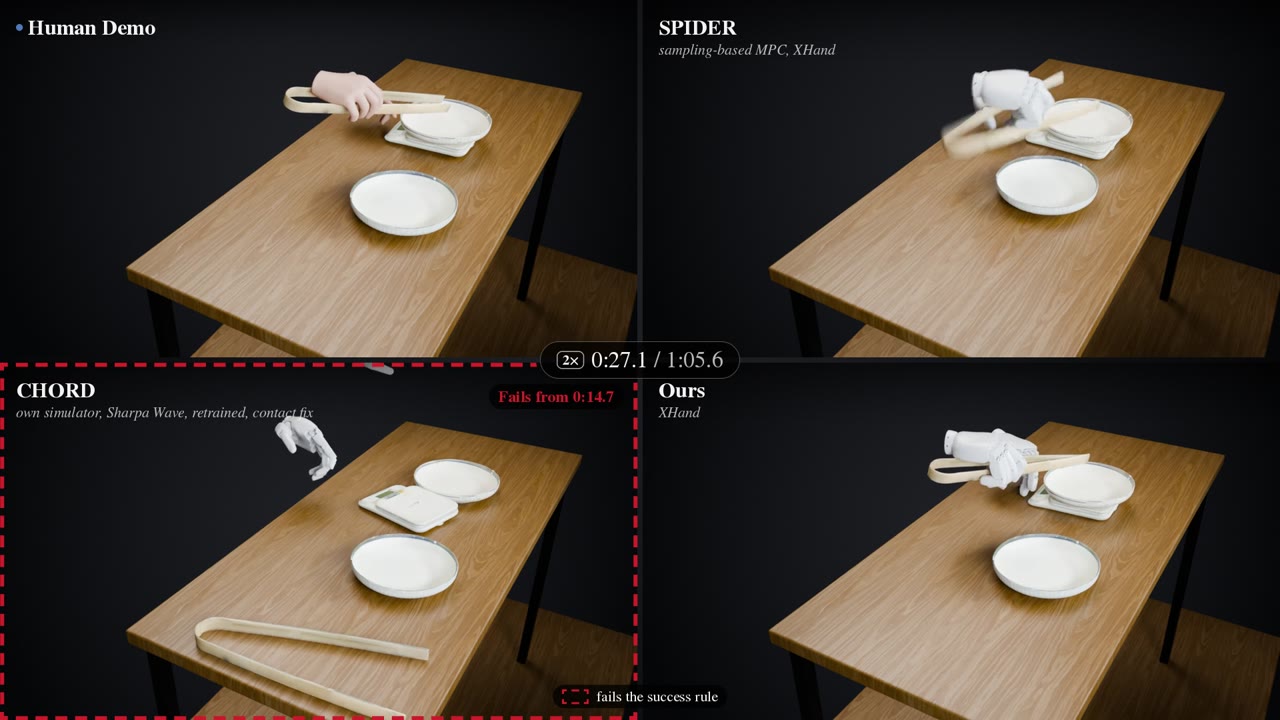 Human Demo
SPIDER
sampling-based MPC, XHand
2× 0:27.1 / 1:05.6
CHORD
own simulator, Sharpa Wave, retrained, contact fix
Fails from 0:14.7
Ours
XHand
fails the success rule